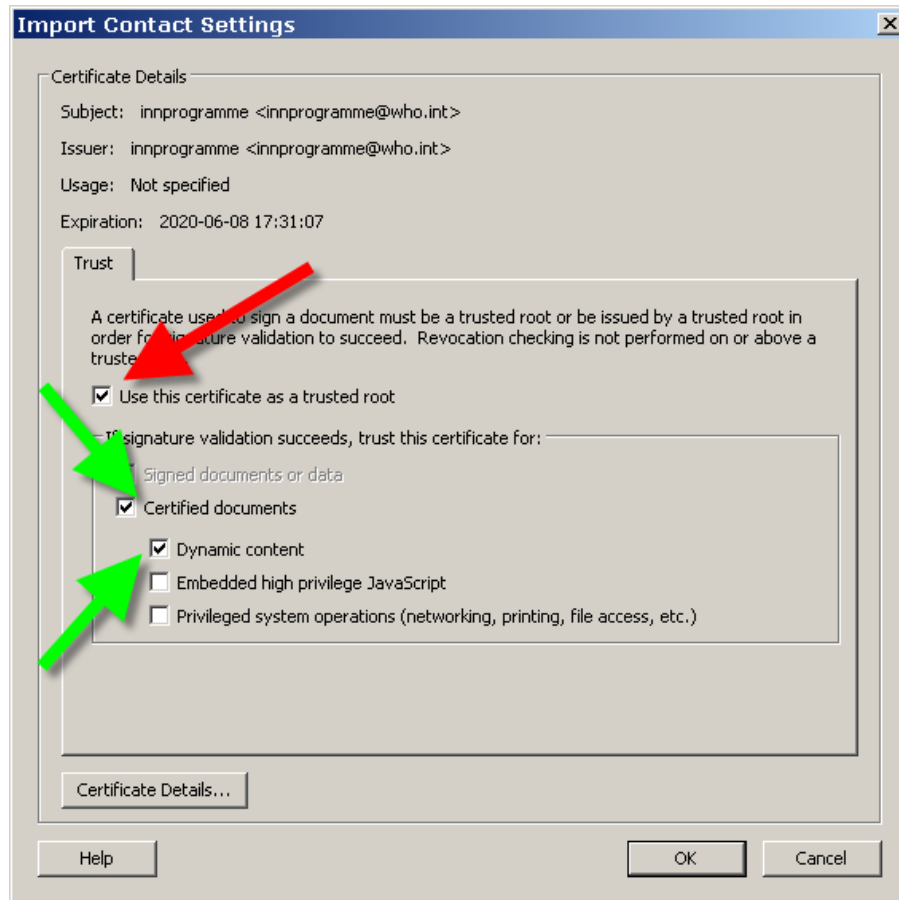 Import Contact Settings
Certificate Details
Subject: innprogramme <innprogramme@who.int>
Issuer: innprogramme <innprogramme@who.int>
Usage: Not specified
Expiration: 2020-06-08 17:31:07
Trust
A certificate used to sign a document must be a trusted root or be issued by a trusted root in
order for signature validation to succeed. Revocation checking is not performed on or above a
Use this certificate as a trusted root
If signature validation succeeds, trust this certificate for:
Signed documents or data
Certified documents
Dynamic content
Embedded high privilege JavaScript
Privileged system operations (networking, printing, file access, etc.)
Certificate Details...
Help
OK
Cancel